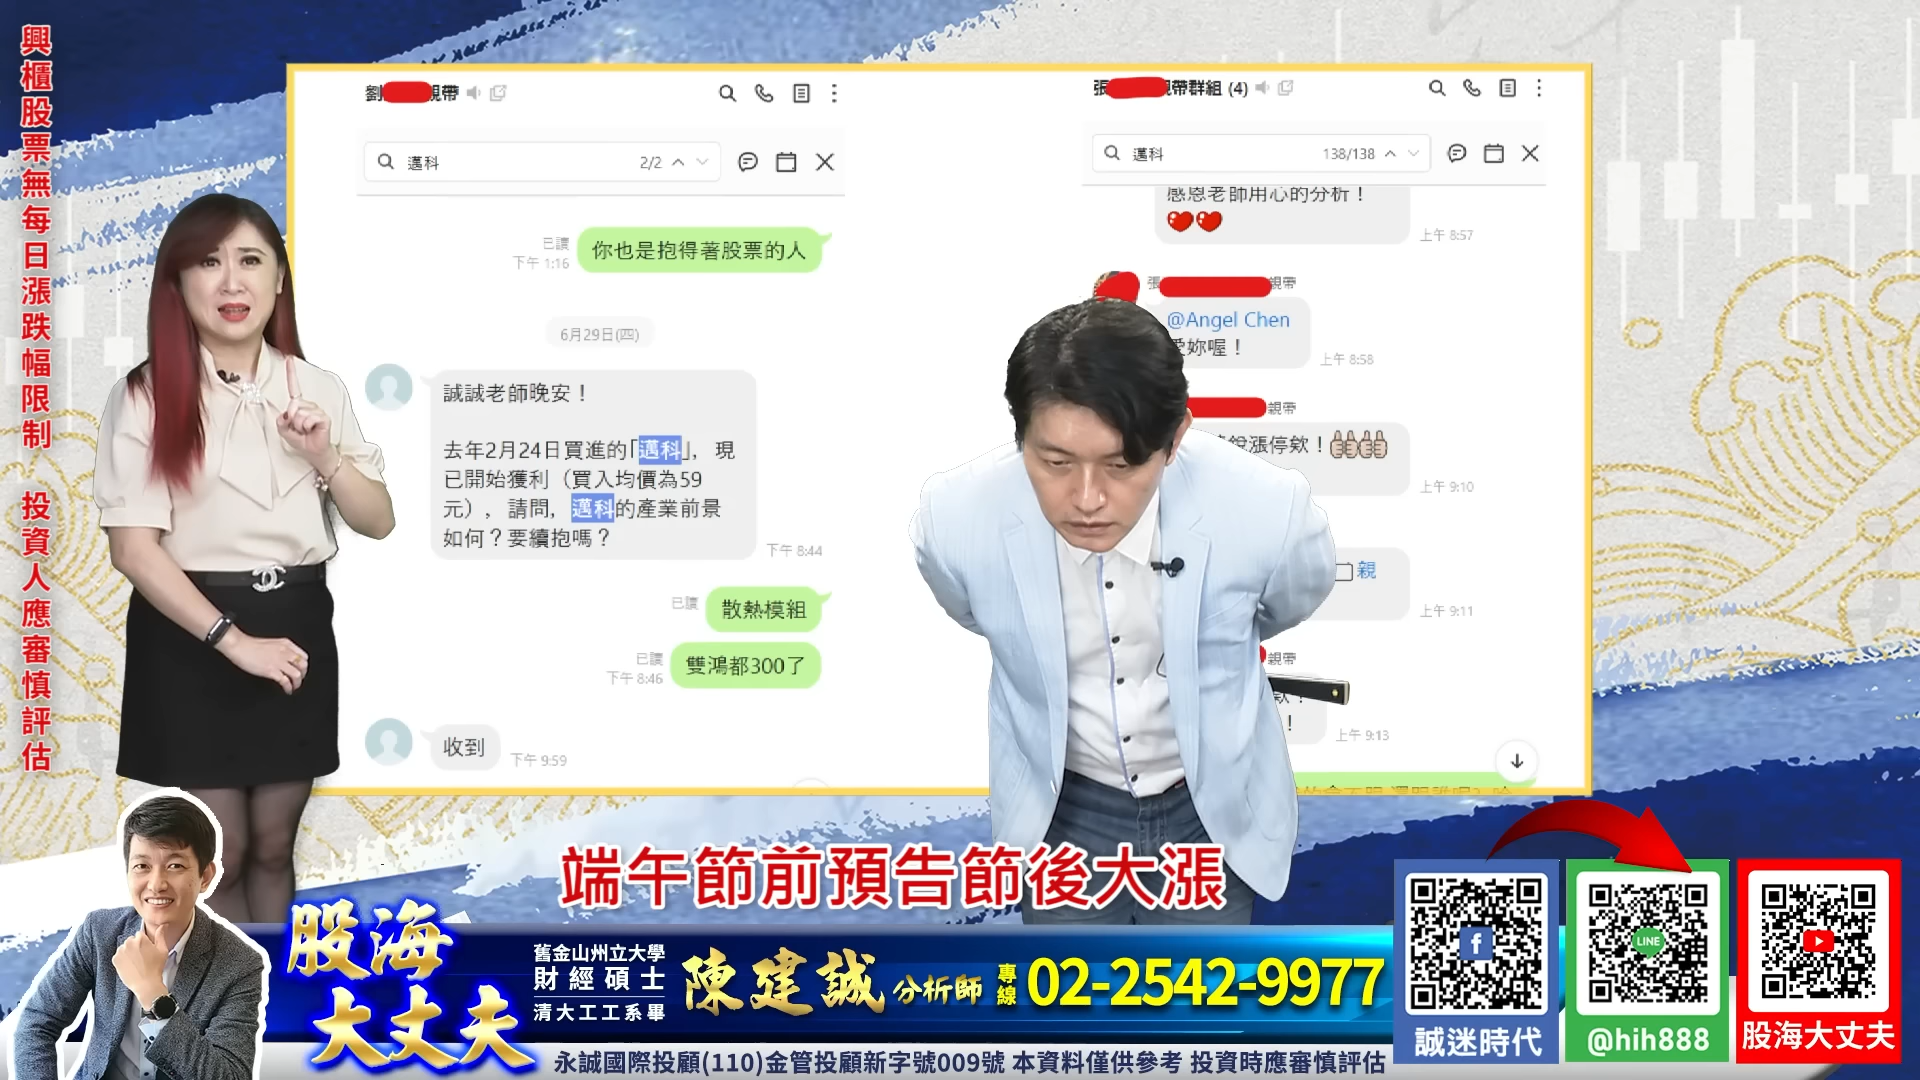 興櫃股票無每日漲跌幅限制 投資人應審慎評估
劉
親帶
邁科
2/2
已讀
下午 1:16
你也是抱得著股票的人
6月29日(四)
誠誠老師晚安！
去年2月24日買進的「邁科」，現
已開始獲利（買入均價為59
元），請問，邁科的產業前景
如何？要續抱嗎？
下午 8:44
已讀
散熱模組
已讀
下午 8:46
雙鴻都300了
收到
下午 9:59
張
親帶群組 (4)
邁科
138/138
感恩老師用心的分析！
上午 8:57
張
親帶
@Angel Chen
愛妳喔！
上午 8:58
親帶
銳漲停欸！
上午 9:10
親
上午 9:11
親帶
欸！
！
上午 9:13
端午節前預告節後大漲
股海
大丈夫
舊金山州立大學
財經碩士
清大工工系畢
陳建誠 分析師
專線 02-2542-9977
永誠國際投顧(110)金管投顧新字號009號 本資料僅供參考 投資時應審慎評估
誠迷時代
LINE
@hih888
股海大丈夫